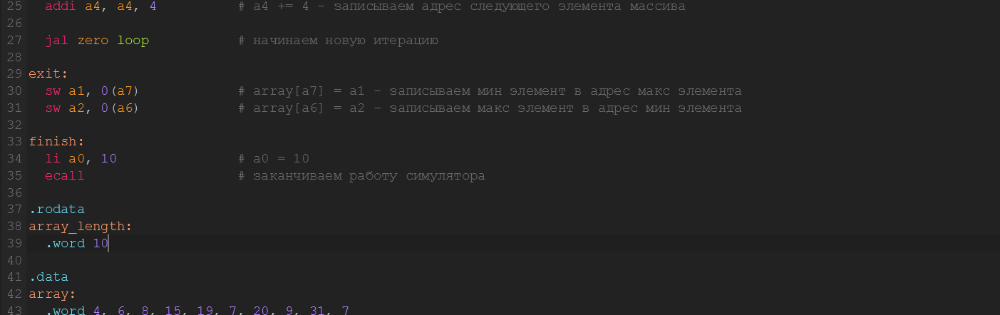 25 addi a4, a4, 4 # a4 += 4 - записываем адрес следующего элемента массива
26
27 jal zero loop # начинаем новую итерацию
28
29 exit:
30 sw a1, 0(a7) # array[a7] = a1 - записываем мин элемент в адрес макс элемента
31 sw a2, 0(a6) # array[a6] = a2 - записываем макс элемент в адрес мин элемента
32
33 finish:
34 li a0, 10 # a0 = 10
35 ecall # заканчиваем работу симулятора
36
37 .rodata
38 array_length:
39 .word 10
40
41 .data
42 array:
43 .word 4, 6, 8, 15, 19, 7, 20, 9, 31, 7